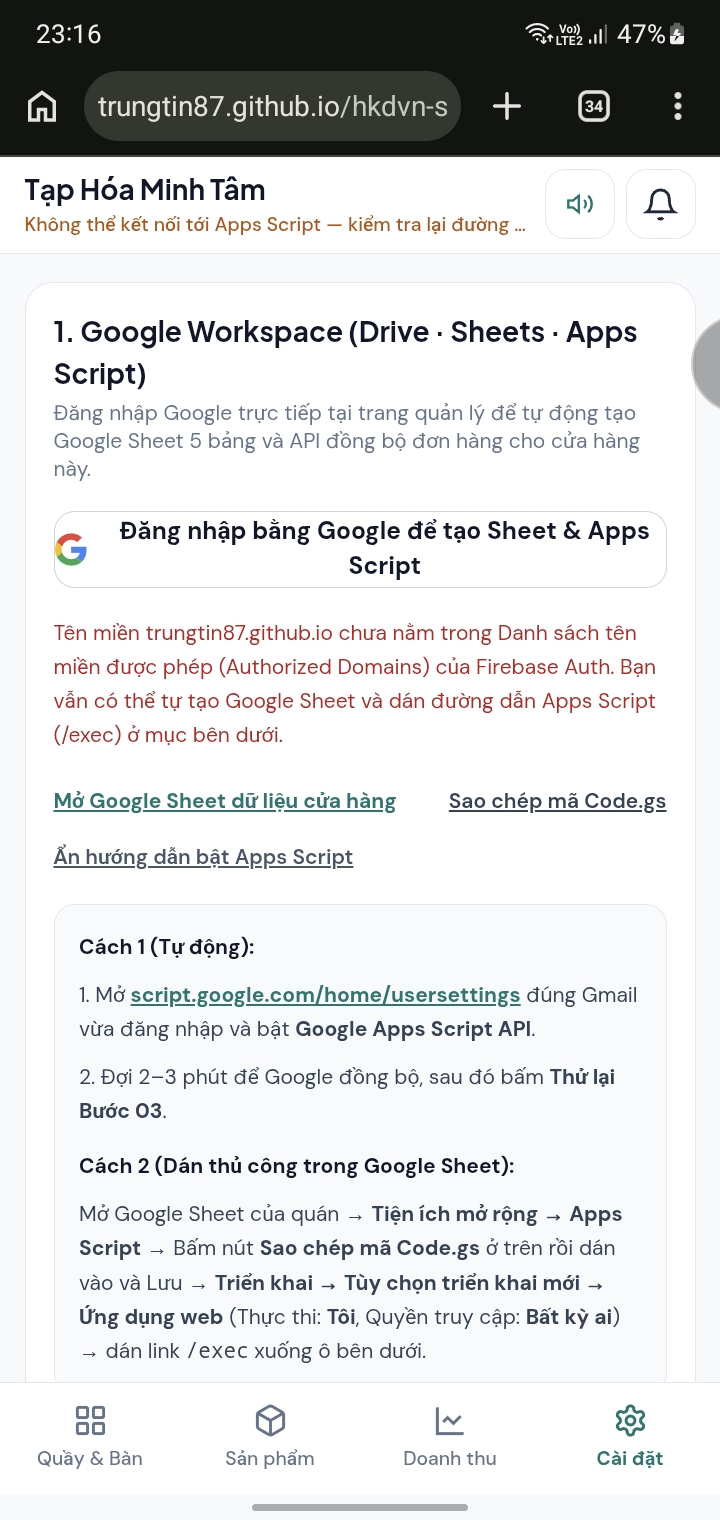 23:16
Vo)) LTE2 47%
trungtin87.github.io/hkdvn-s
34
Tạp Hóa Minh Tâm
Không thể kết nối tới Apps Script — kiểm tra lại đường ...
1. Google Workspace (Drive · Sheets · Apps
Script)
Đăng nhập Google trực tiếp tại trang quản lý để tự động tạo
Google Sheet 5 bảng và API đồng bộ đơn hàng cho cửa hàng
này.
Đăng nhập bằng Google để tạo Sheet & Apps
Script
Tên miền trungtin87.github.io chưa nằm trong Danh sách tên
miền được phép (Authorized Domains) của Firebase Auth. Bạn
vẫn có thể tự tạo Google Sheet và dán đường dẫn Apps Script
(/exec) ở mục bên dưới.
Mở Google Sheet dữ liệu cửa hàng
Sao chép mã Code.gs
Ẩn hướng dẫn bật Apps Script
Cách 1 (Tự động):
1. Mở script.google.com/home/usersettings đúng Gmail
vừa đăng nhập và bật Google Apps Script API.
2. Đợi 2–3 phút để Google đồng bộ, sau đó bấm Thử lại
Bước 03.
Cách 2 (Dán thủ công trong Google Sheet):
Mở Google Sheet của quán → Tiện ích mở rộng → Apps
Script → Bấm nút Sao chép mã Code.gs ở trên rồi dán
vào và Lưu → Triển khai → Tùy chọn triển khai mới →
Ứng dụng web (Thực thi: Tôi, Quyền truy cập: Bất kỳ ai)
→ dán link /exec xuống ô bên dưới.
Quầy & Bàn
Sản phẩm
Doanh thu
Cài đặt